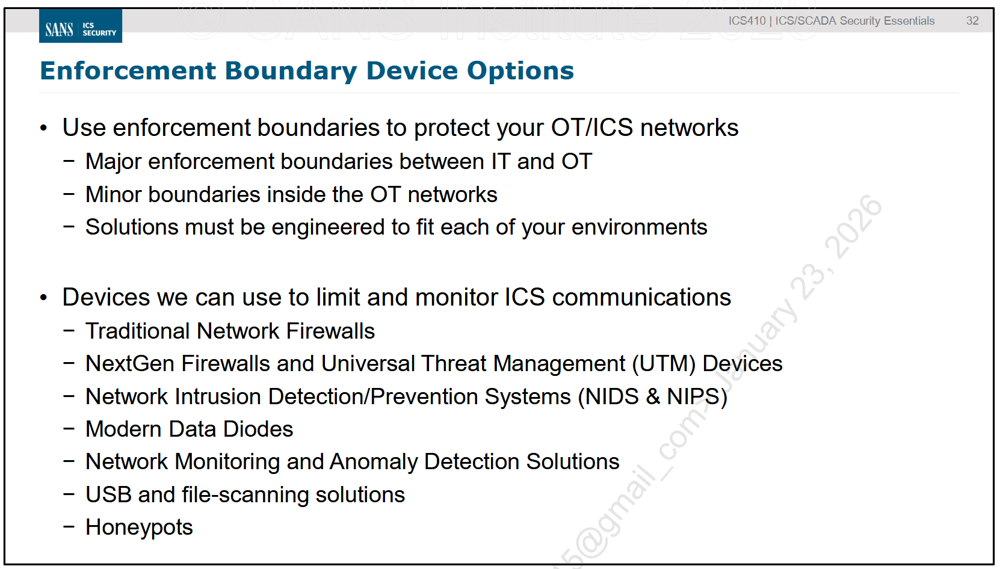 © SANS Institute 2023
SANS
ICS
SECURITY
ICS410 | ICS/SCADA Security Essentials
32
Enforcement Boundary Device Options
• Use enforcement boundaries to protect your OT/ICS networks
− Major enforcement boundaries between IT and OT
− Minor boundaries inside the OT networks
− Solutions must be engineered to fit each of your environments
• Devices we can use to limit and monitor ICS communications
− Traditional Network Firewalls
− NextGen Firewalls and Universal Threat Management (UTM) Devices
− Network Intrusion Detection/Prevention Systems (NIDS & NIPS)
− Modern Data Diodes
− Network Monitoring and Anomaly Detection Solutions
− USB and file-scanning solutions
− Honeypots
15@gmail_com> January 23, 2026